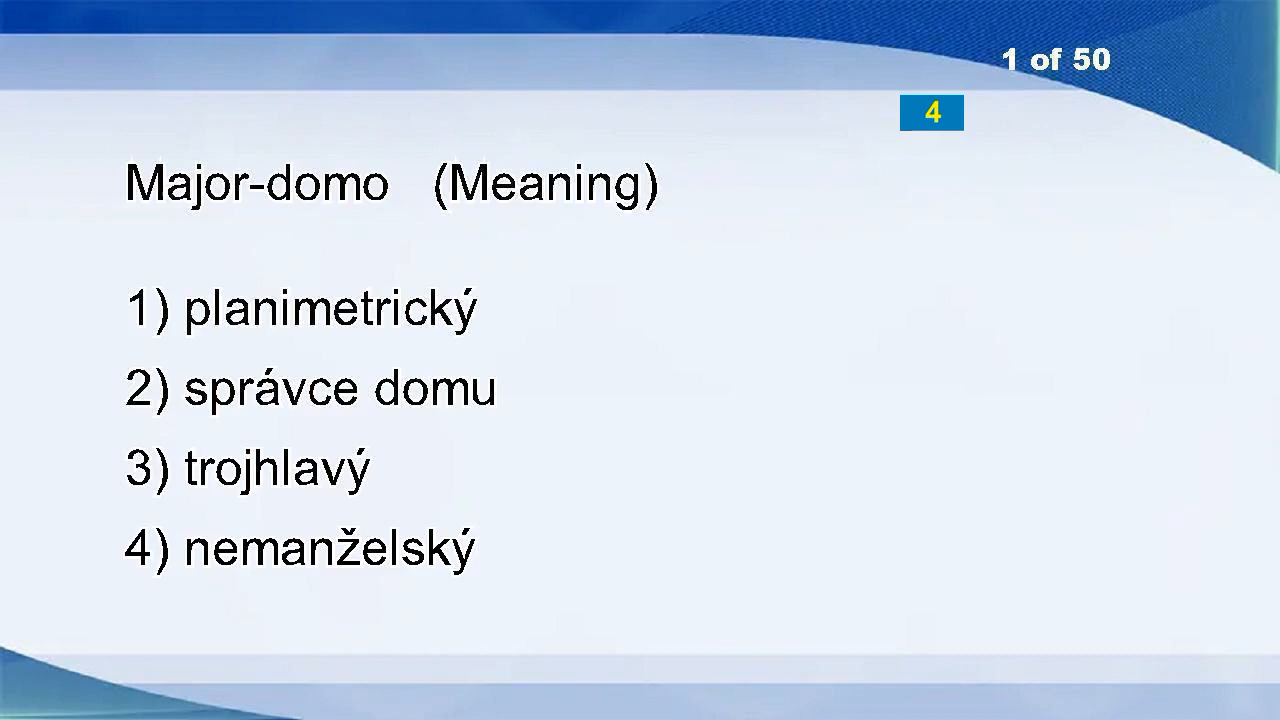 1 of 50
4
Major-domo (Meaning)
1) planimetrický
2) správce domu
3) trojhlavý
4) nemanželský